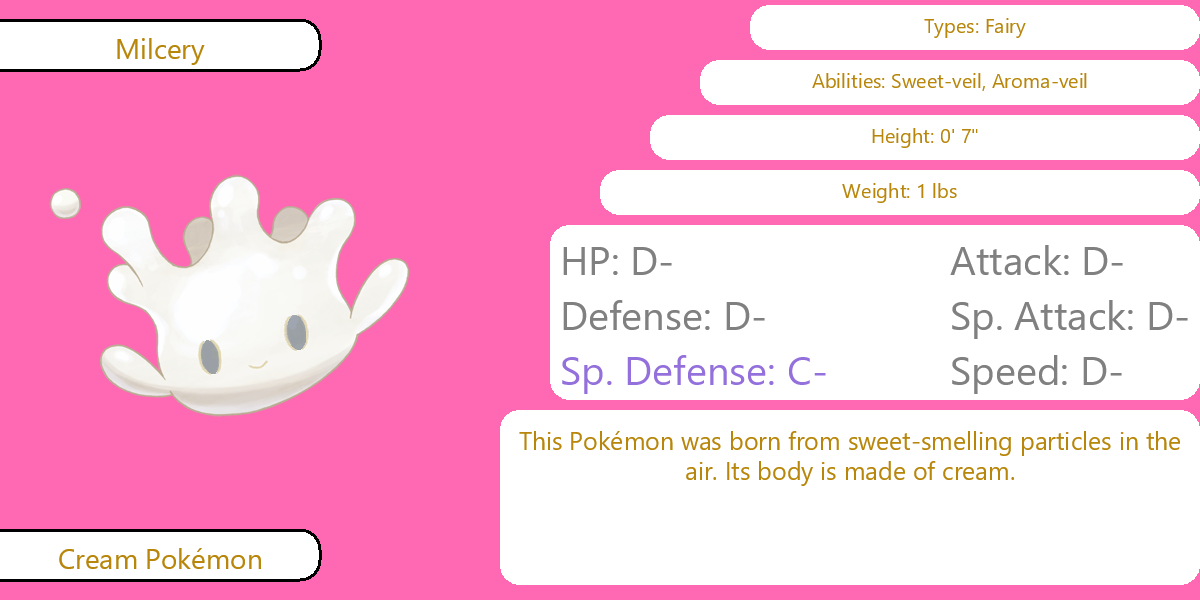 Milcery
Types: Fairy
Abilities: Sweet-veil, Aroma-veil
Height: 0' 7"
Weight: 1 lbs
HP: D-
Attack: D-
Defense: D-
Sp. Attack: D-
Sp. Defense: C-
Speed: D-
This Pokémon was born from sweet-smelling particles in the
air. Its body is made of cream.
Cream Pokémon